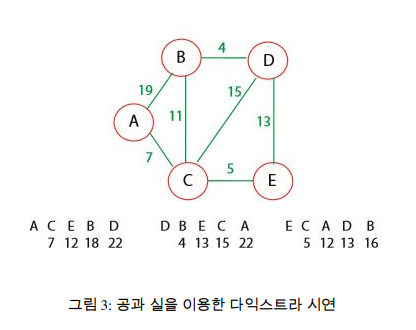 4
B
D
19
15
11
13
A
7
5
C
E
A C E B D D B E C A E C A D B
7 12 18 22 4 13 15 22 5 12 13 16
그림 3: 공과 실을 이용한 다익스트라 시연